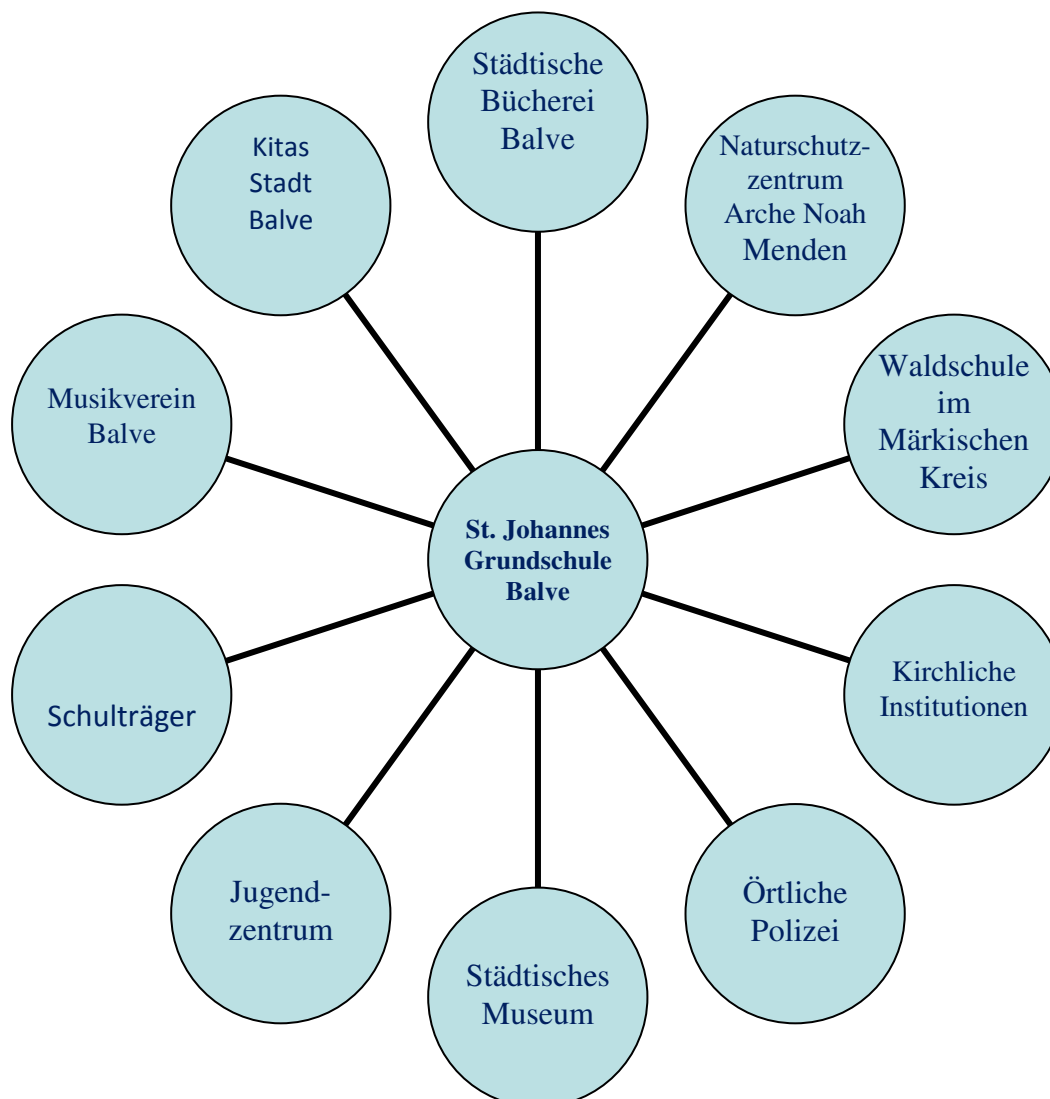 Städtische
Bücherei
Balve
Kitas
Stadt
Balve
Naturschutz-
zentrum
Arche Noah
Menden
Musikverein
Balve
Waldschule
im
Märkischen
Kreis
St. Johannes
Grundschule
Balve
Schulträger
Kirchliche
Institutionen
Jugend-
zentrum
Örtliche
Polizei
Städtisches
Museum